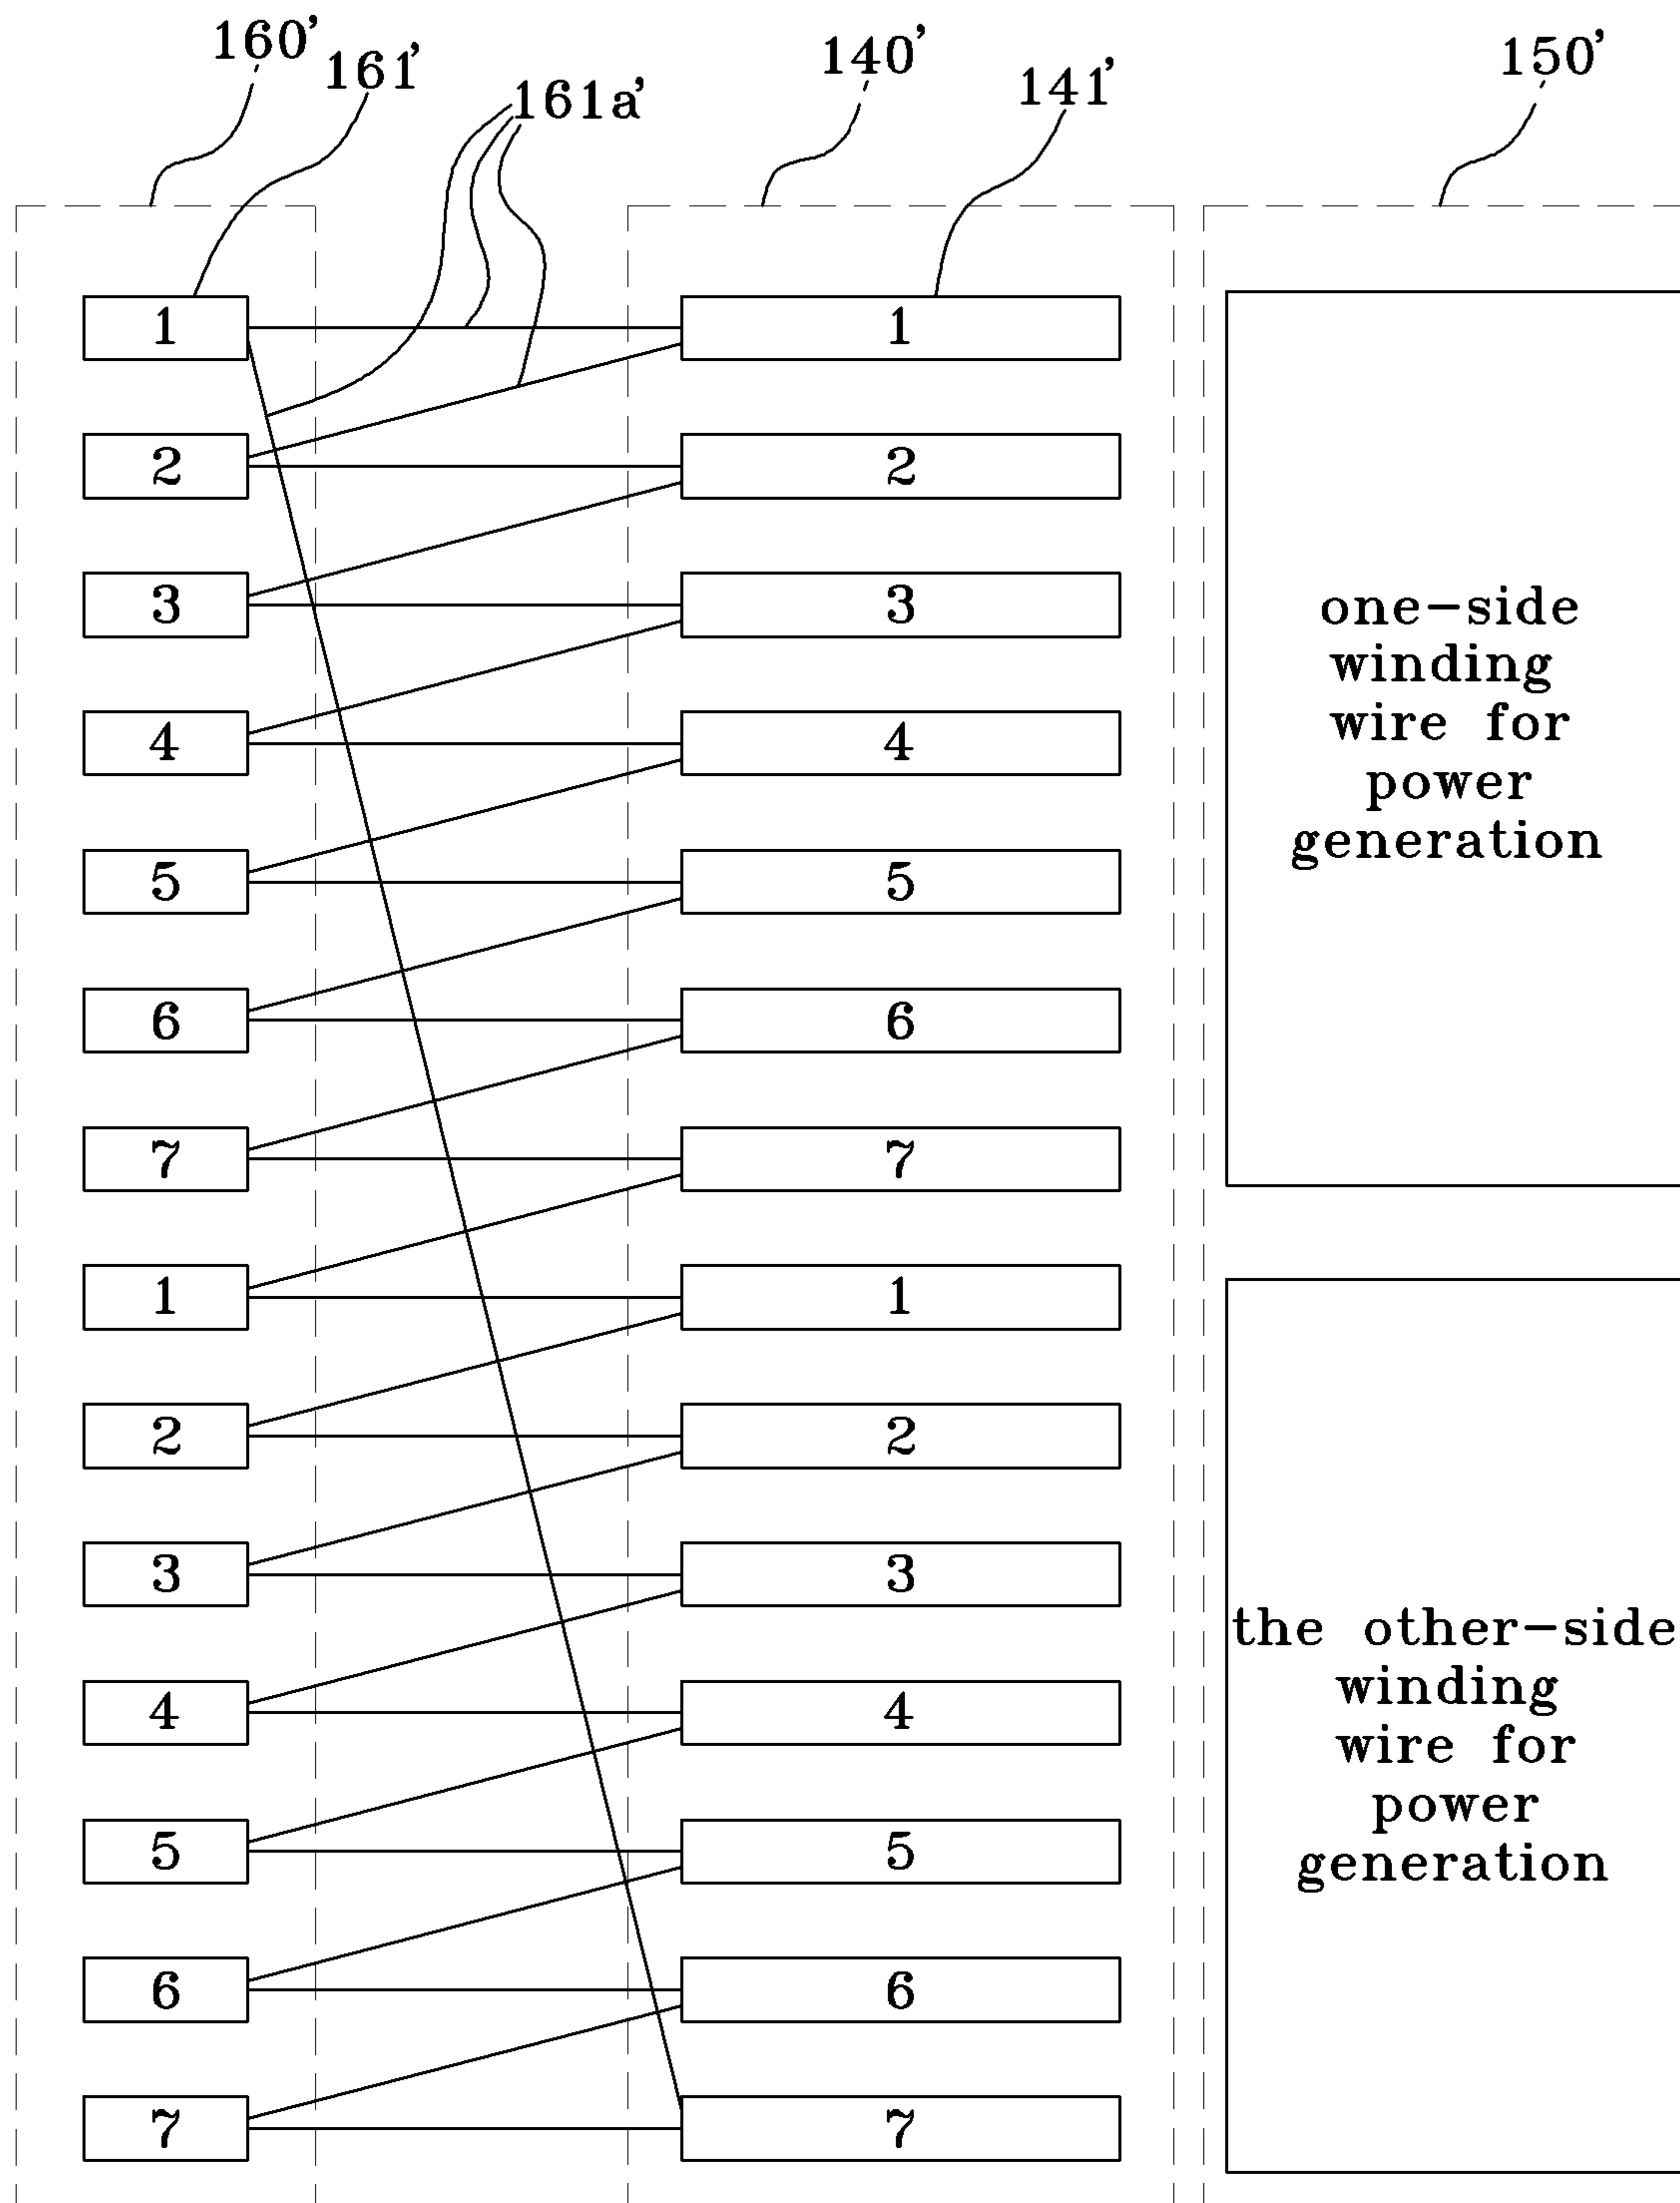 160'
161'
161a'
140'
141'
150'
1 1
2 2
3 3
4 4
5 5
6 6
7 7
one-side
winding
wire for
power
generation
1 1
2 2
3 3
4 4
5 5
6 6
7 7
the other-side
winding
wire for
power
generation